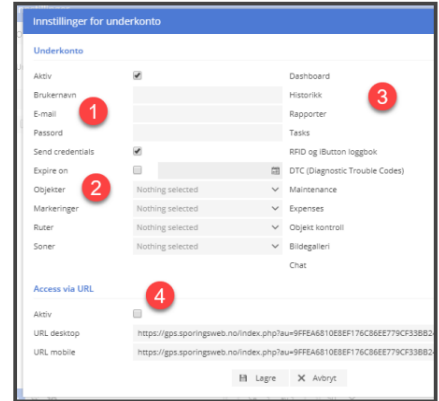 Innstillinger for underkonto
Underkonto
Aktiv
Dashboard
Brukernavn
Historikk
E-mail
Rapporter
Passord
Tasks
Send credentials
RFID og iButton loggbok
Expire on
DTC (Diagnostic Trouble Codes)
Objekter
Nothing selected
Maintenance
Markeringer
Nothing selected
Expenses
Ruter
Nothing selected
Objekt kontroll
Soner
Nothing selected
Bildegalleri
Chat
1
2
3
Access via URL
4
Aktiv
URL desktop
https://gps.sporingsweb.no/index.php?au=9FFEA6810E8EF176C86EE779CF33BB2
URL mobile
https://gps.sporingsweb.no/index.php?au=9FFEA6810E8EF176C86EE779CF33BB2
Lagre
Avbryt